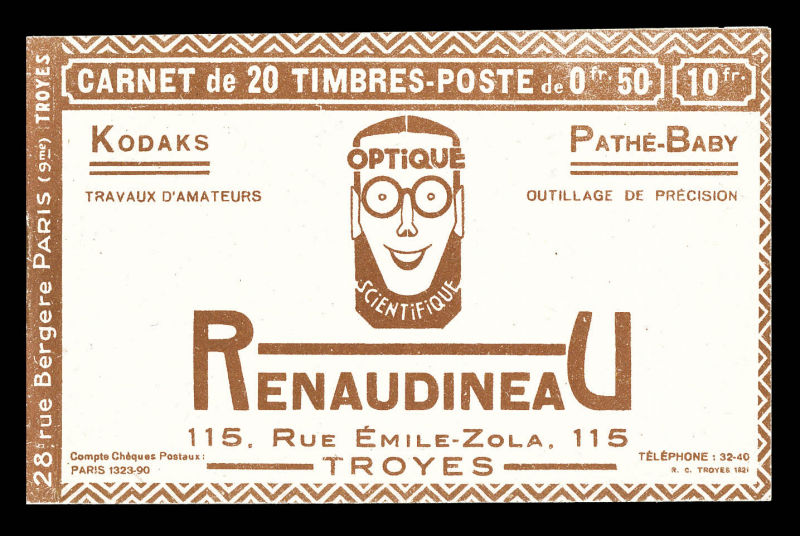 CARNET de 20 TIMBRES-POSTE de 0fr. 50 10fr.
KODAKS
TRAVAUX D'AMATEURS
PATHÉ-BABY
OUTILLAGE DE PRÉCISION
OPTiQUE
SCiENTiFiQUE
RENAUDINEAU
115, RUE ÉMILE-ZOLA, 115
TROYES
Compte Chèques Postaux:
PARIS 1323-90
TÉLÉPHONE : 32-40
R. C. TROYES 1821
28, rue Bergère PARIS (9me) TROYES